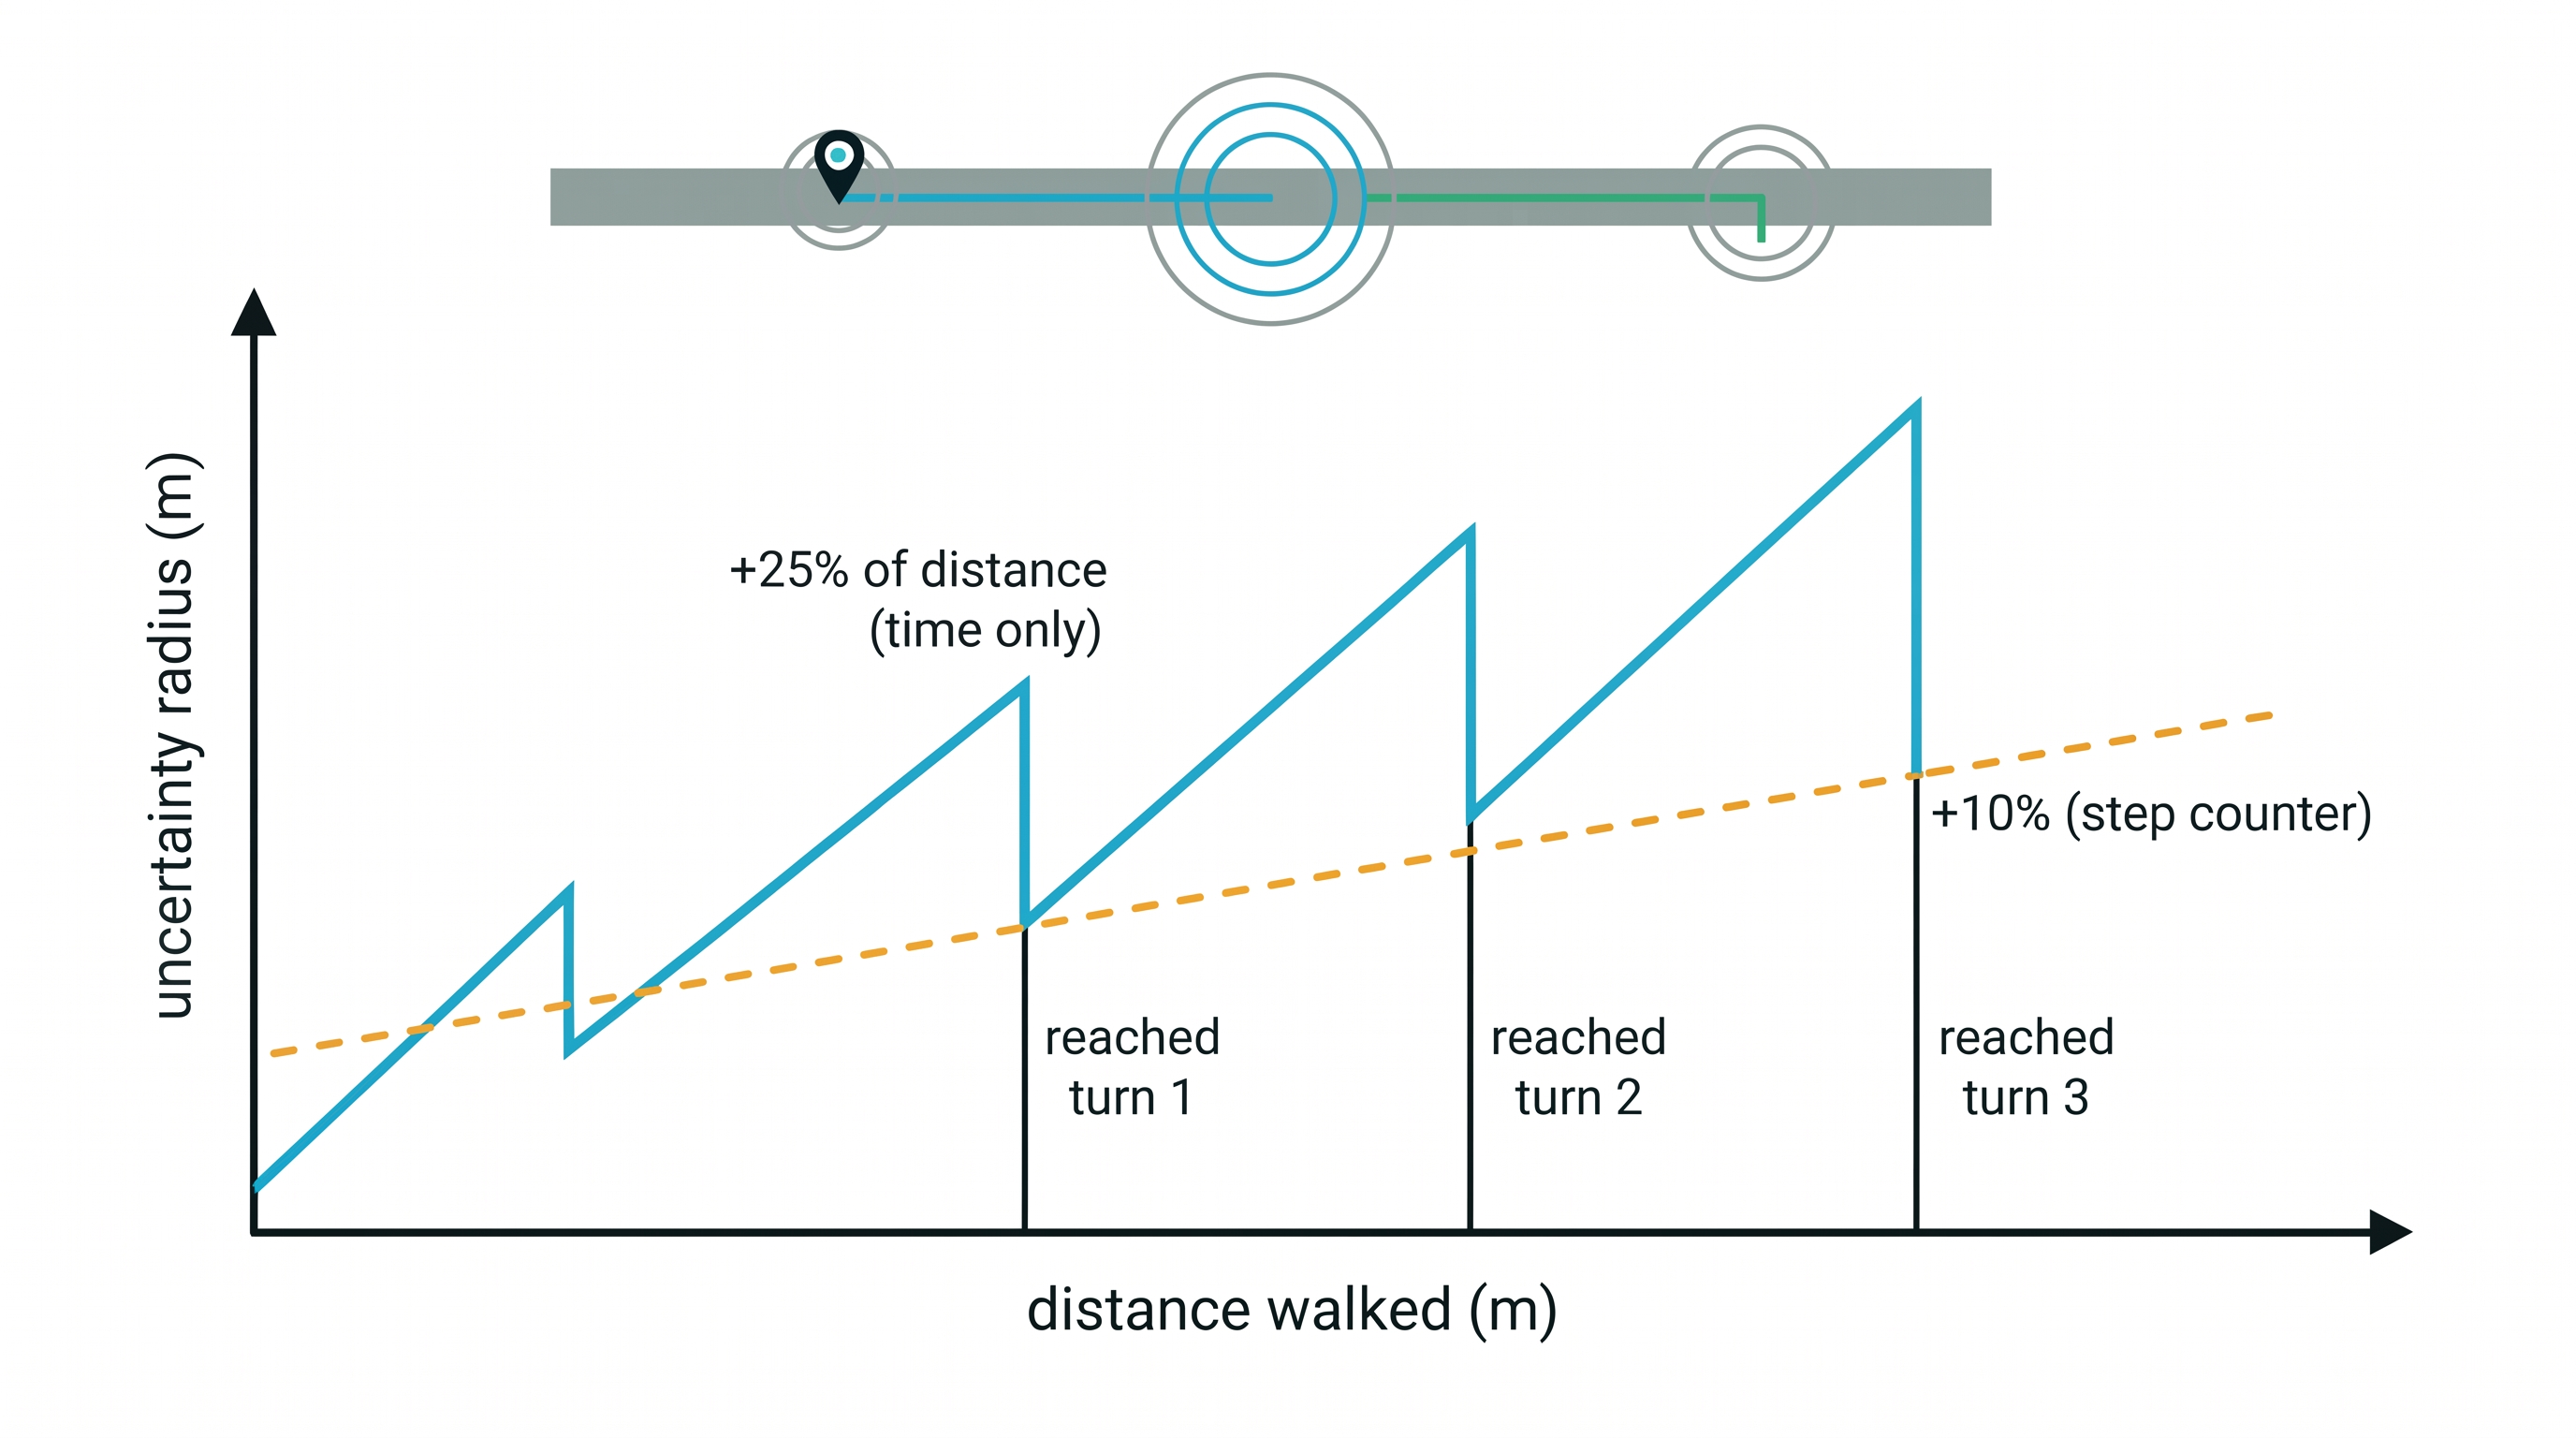 uncertainty radius (m)
+25% of distance
(time only)
+10% (step counter)
reached
turn 1
reached
turn 2
reached
turn 3
distance walked (m)